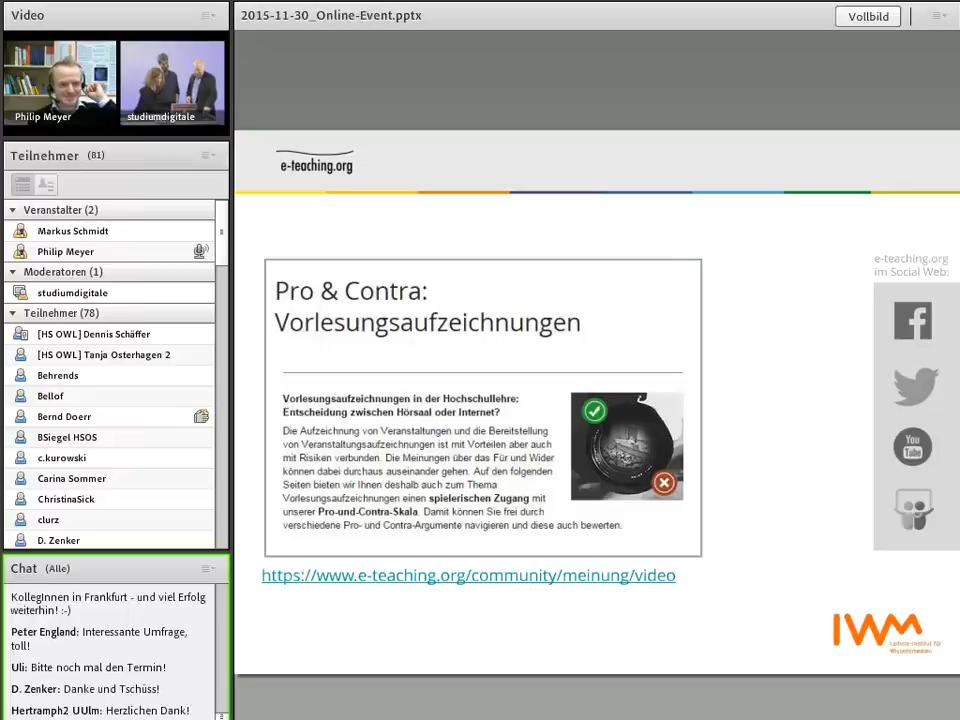 Video
Philip Meyer
studiumdigitale
Teilnehmer (81)
Veranstalter (2)
Markus Schmidt
Philip Meyer
Moderatoren (1)
studiumdigitale
Teilnehmer (78)
[HS OWL] Dennis Schäffer
[HS OWL] Tanja Osterhagen 2
Behrends
Bellof
Bernd Doerr
BSiegel HSOS
c.kurowski
Carina Sommer
ChristinaSick
clurz
D. Zenker
Chat (Alle)
KollegInnen in Frankfurt - und viel Erfolg
weiterhin! :-)
Peter England: Interessante Umfrage,
toll!
Uli: Bitte noch mal den Termin!
D. Zenker: Danke und Tschüss!
Hertramph2 UUlm: Herzlichen Dank!
2015-11-30_Online-Event.pptx
Vollbild
e-teaching.org
Pro & Contra:
Vorlesungsaufzeichnungen
Vorlesungsaufzeichnungen in der Hochschullehre:
Entscheidung zwischen Hörsaal oder Internet?
Die Aufzeichnung von Veranstaltungen und die Bereitstellung
von Veranstaltungsaufzeichnungen ist mit Vorteilen aber auch
mit Risiken verbunden. Die Meinungen über das Für und Wider
können dabei durchaus auseinander gehen. Auf den folgenden
Seiten bieten wir Ihnen deshalb auch zum Thema
Vorlesungsaufzeichnungen einen spielerischen Zugang mit
unserer Pro-und-Contra-Skala. Damit können Sie frei durch
verschiedene Pro- und Contra-Argumente navigieren und diese auch bewerten.
https://www.e-teaching.org/community/meinung/video
e-teaching.org
im Social Web:
You
Tube
IWM
Leibniz-Institut für
Wissensmedien